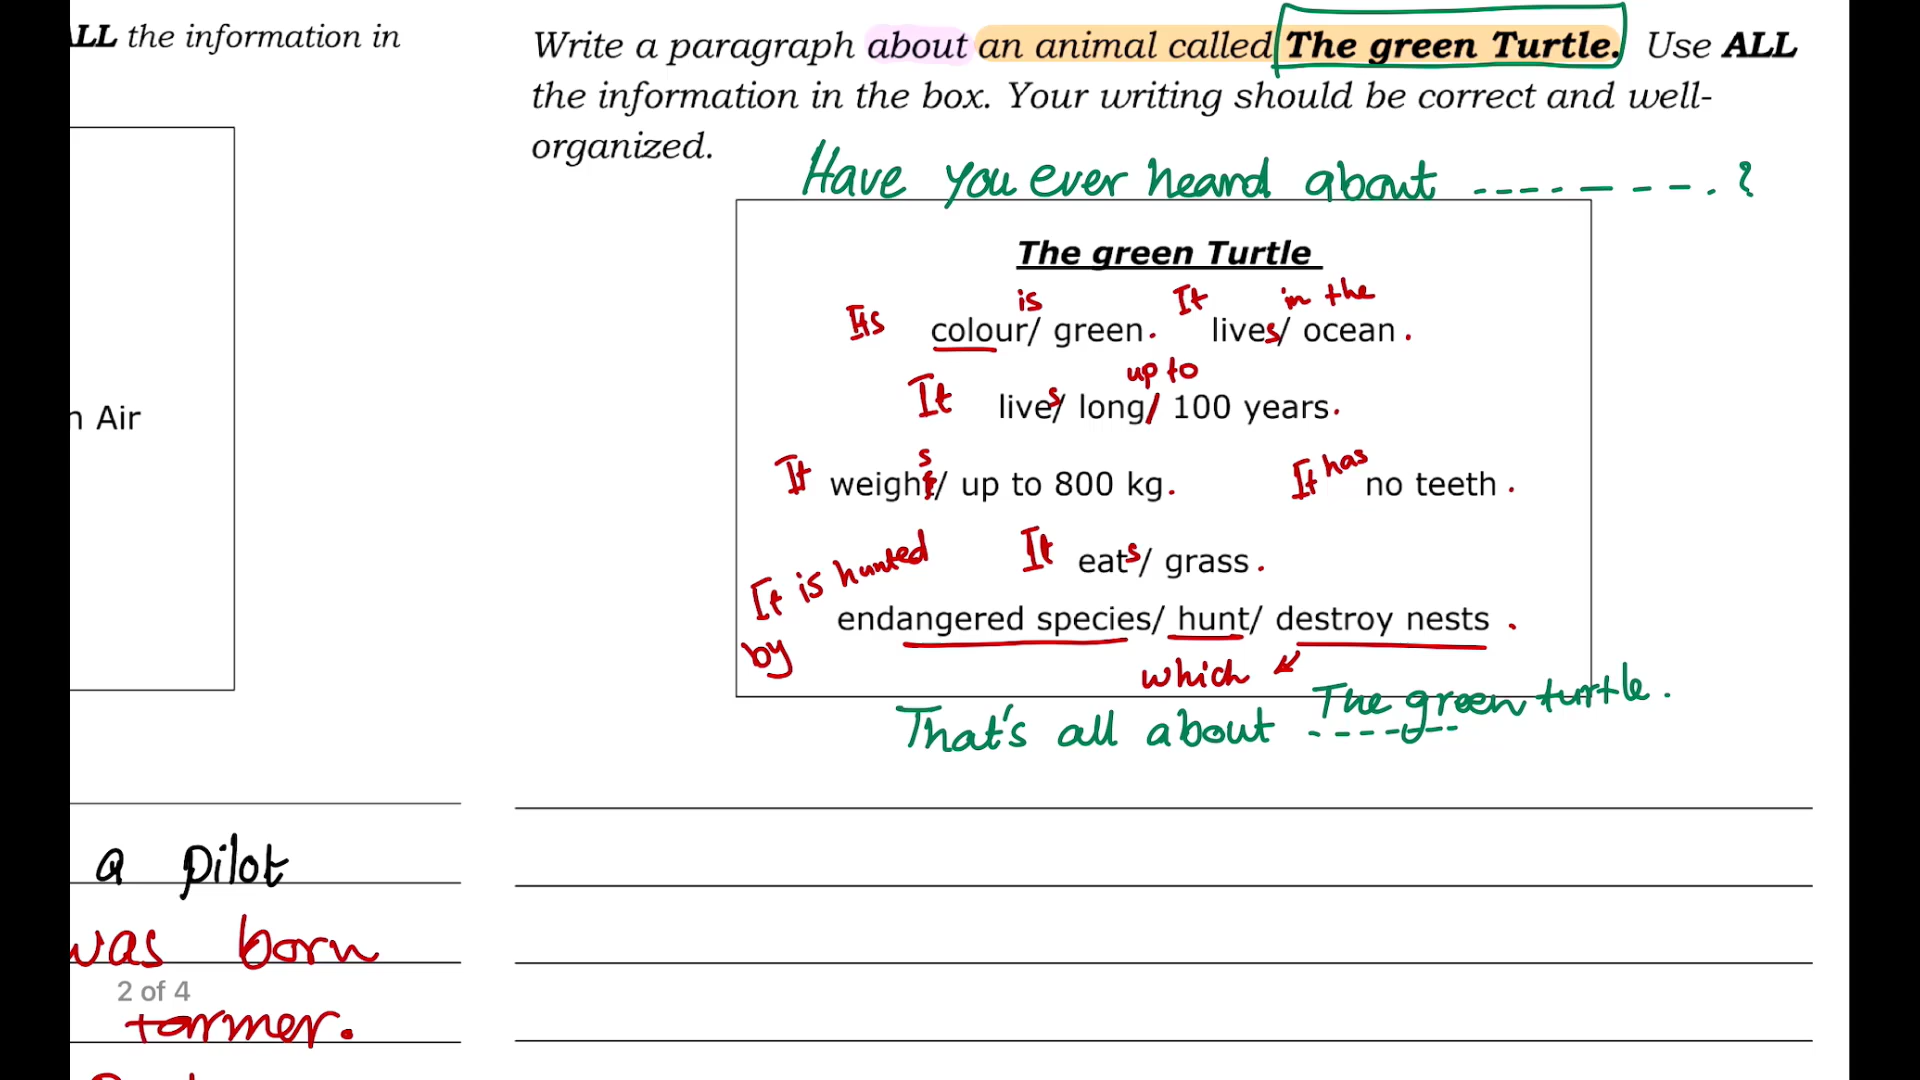 ALL the information in
n Air
a pilot
was born
2 of 4
farmer.
Write a paragraph about an animal called The green Turtle. Use ALL
the information in the box. Your writing should be correct and well-
organized.
Have you ever heard about ..........?
The green Turtle
Its colour/ is green. It lives/ in the ocean.
It lives/ long/ up to 100 years.
It weighs/ up to 800 kg. It has no teeth.
It eats/ grass.
It is hunted
by endangered species/ hunt/ destroy nests.
which
That's all about The green turtle.